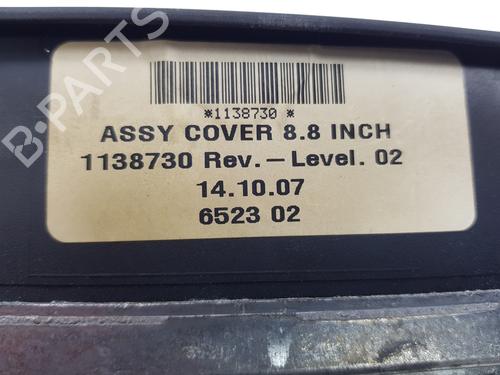 *1138730 *
ASSY COVER 8.8 INCH
1138730 Rev. – Level. 02
14.10.07
6523 02
B-PARTS